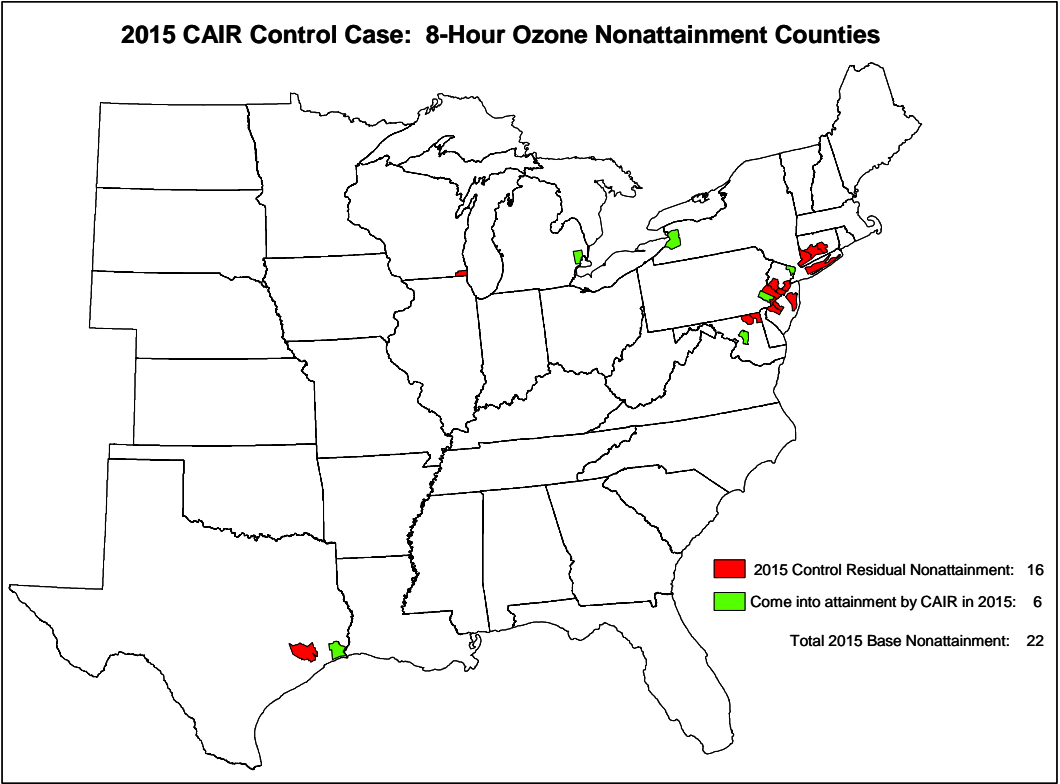 2015 CAIR Control Case: 8-Hour Ozone Nonattainment Counties
2015 Control Residual Nonattainment: 16
Come into attainment by CAIR in 2015: 6
Total 2015 Base Nonattainment: 22